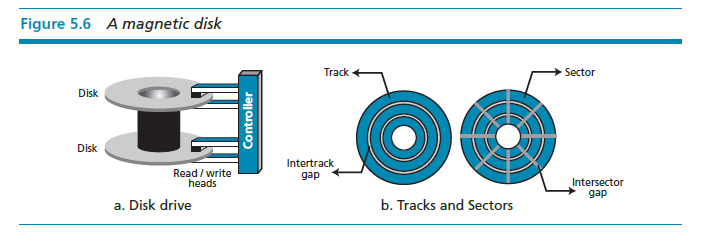 Figure 5.6 A magnetic disk
Disk
Disk
Controller
Read / write
heads
a. Disk drive
Track
Sector
Intertrack
gap
Intersector
gap
b. Tracks and Sectors